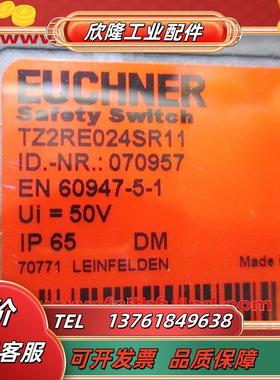 欣隆工业配件
EUCHNER
Safety Switch
TZ2RE024SR11
ID.-NR.: 070957
EN 60947-5-1
Ui = 50V
IP 65 DM
70771 LEINFELDEN
Made i
价
客服
TEL 13761849638
开发票 品质保障